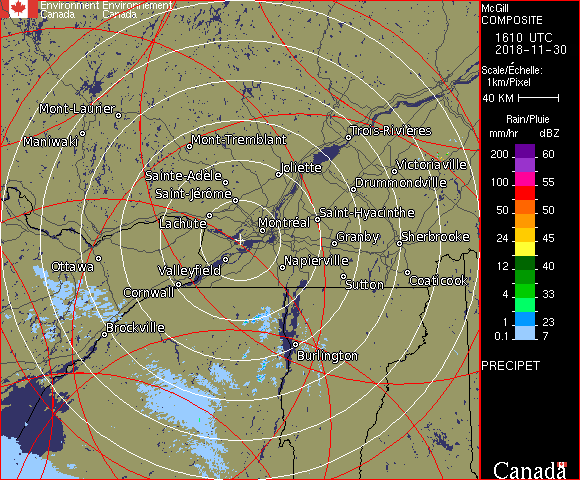 Environment Environnement
Canada Canada
McGill
COMPOSITE
1610 UTC
2018-11-30
Scale/Échelle:
1km/Pixel
40 KM
Rain/Pluie
mm/hr dBZ
200 60
100 55
50 50
24 45
12 40
4 33
1 23
0.1 7
PRECIPET
Mont-Laurier
Maniwaki
Mont-Tremblant
Trois-Rivières
Joliette
Victoriaville
Sainte-Adèle
Drummondville
Saint-Jérôme
Lachute
Saint-Hyacinthe
Montréal
Granby
Sherbrooke
Ottawa
Valleyfield
Napierville
Cornwall
Sutton
Coaticook
Brockville
Burlington
Canada